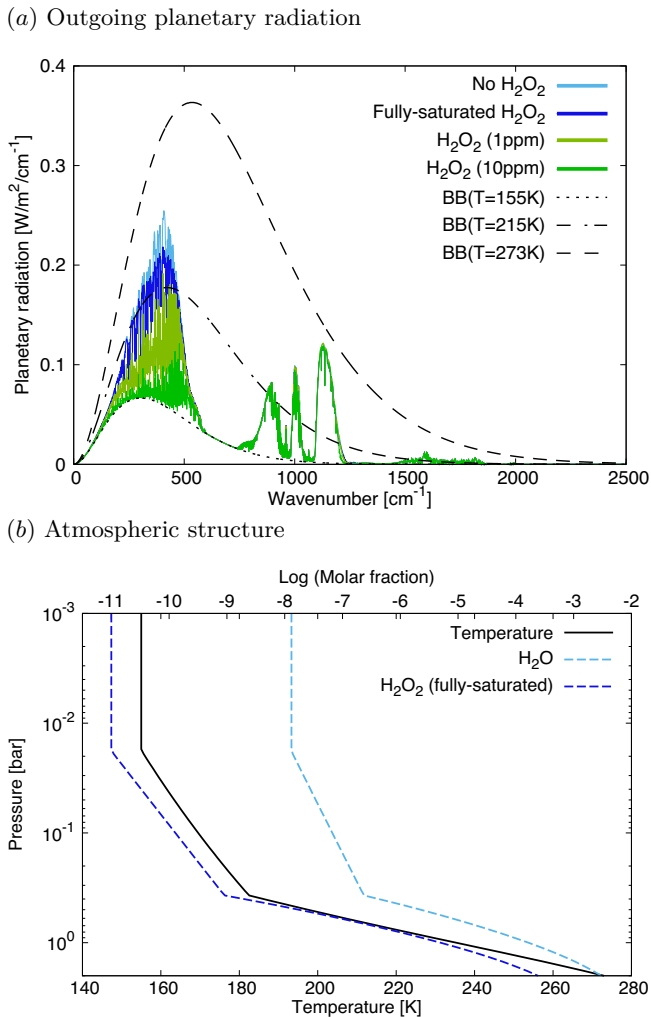 (a) Outgoing planetary radiation
0.4
0.3
0.2
0.1
0
Planetary radiation [W/m²/cm⁻¹]
No H₂O₂
Fully-saturated H₂O₂
H₂O₂ (1ppm)
H₂O₂ (10ppm)
BB(T=155K)
BB(T=215K)
BB(T=273K)
0 500 1000 1500 2000 2500
Wavenumber [cm⁻¹]
(b) Atmospheric structure
Log (Molar fraction)
-11 -10 -9 -8 -7 -6 -5 -4 -3 -2
10⁻³
10⁻²
10⁻¹
10⁰
Pressure [bar]
Temperature
H₂O
H₂O₂ (fully-saturated)
140 160 180 200 220 240 260 280
Temperature [K]